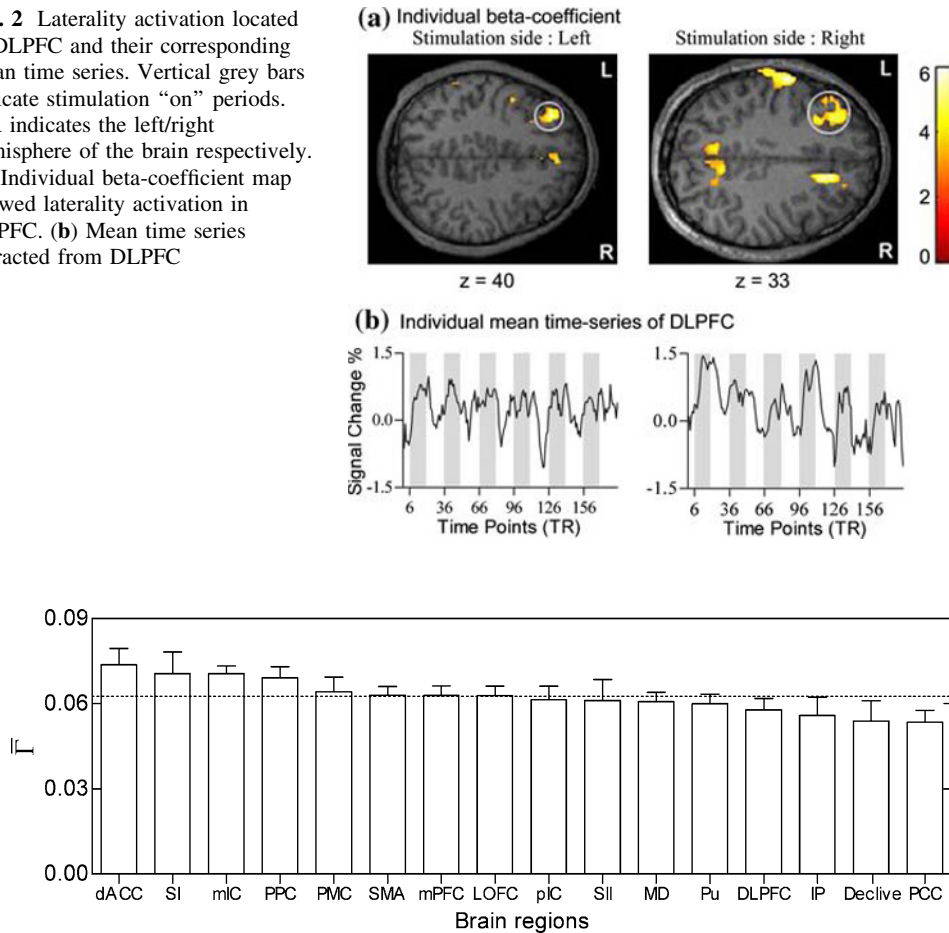 . 2 Laterality activation located
DLPFC and their corresponding
an time series. Vertical grey bars
icate stimulation “on” periods.
indicates the left/right
nisphere of the brain respectively.
Individual beta-coefficient map
wed laterality activation in
PFC. (b) Mean time series
racted from DLPFC
(a) Individual beta-coefficient
Stimulation side : Left
Stimulation side : Right
L
R
L
R
6
4
2
0
z = 40
z = 33
(b) Individual mean time-series of DLPFC
Signal Change %
1.5
0.0
-1.5
6 36 66 96 126 156
Time Points (TR)
1.5
0.0
-1.5
6 36 66 96 126 156
Time Points (TR)
0.09
0.06
0.03
0.00
Γ̅
dACC SI mIC PPC PMC SMA mPFC LOFC pIC SII MD Pu DLPFC IP Declive PCC
Brain regions